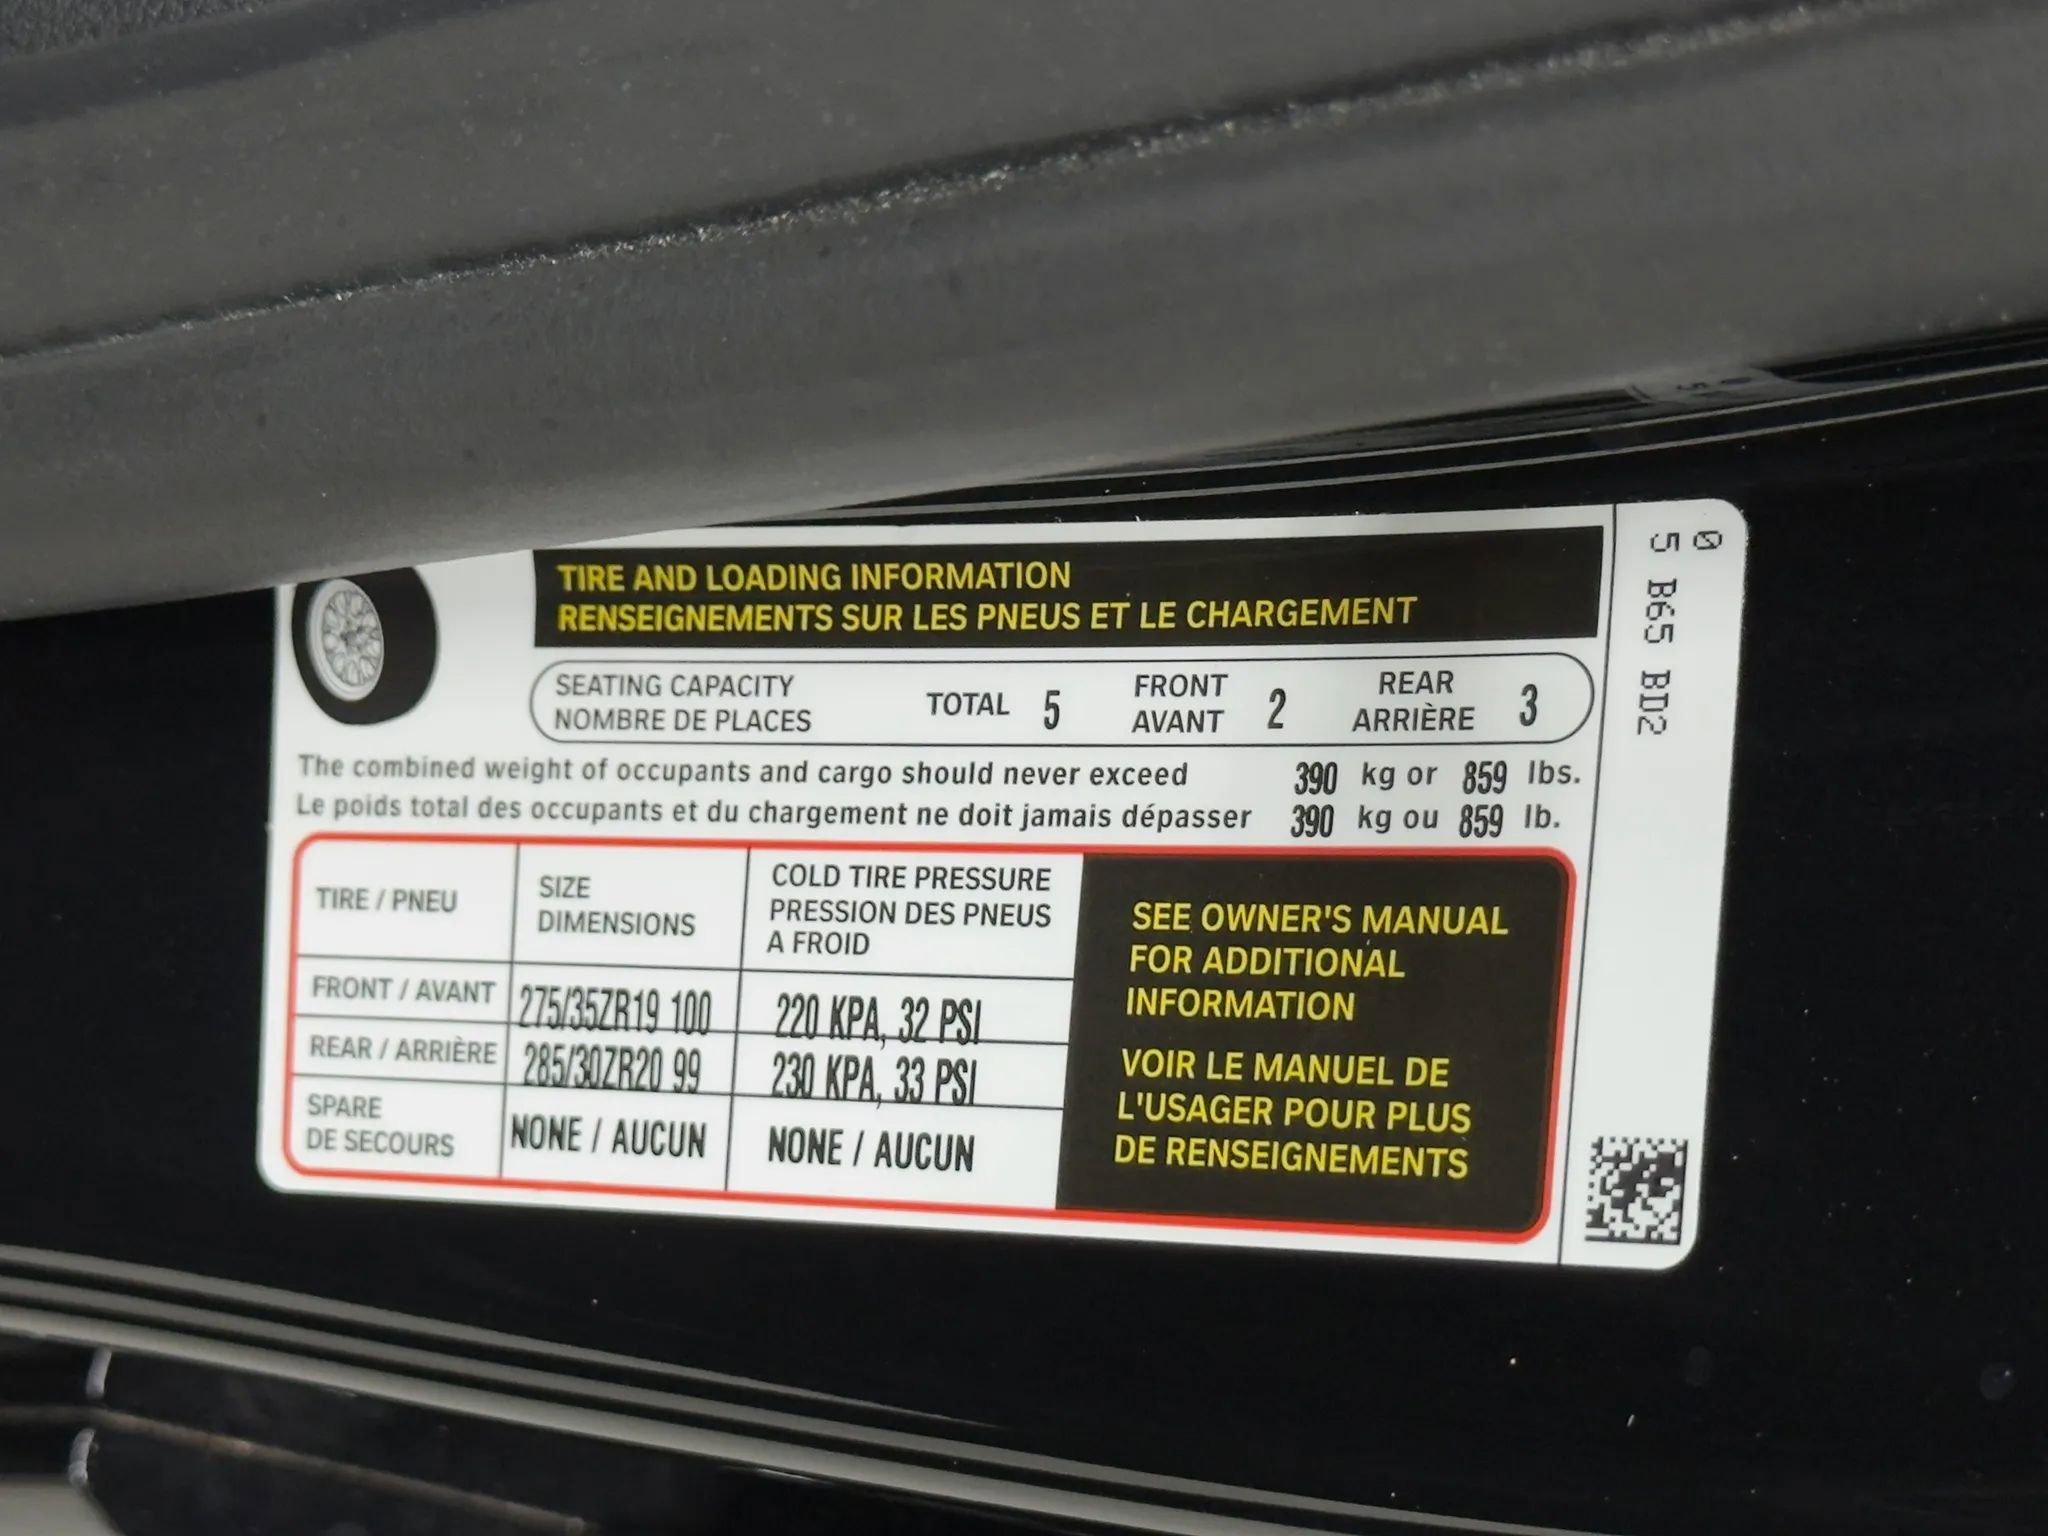 TIRE AND LOADING INFORMATION
RENSEIGNEMENTS SUR LES PNEUS ET LE CHARGEMENT
SEATING CAPACITY
NOMBRE DE PLACES
TOTAL 5
FRONT
AVANT
2
REAR
ARRIÈRE
3
The combined weight of occupants and cargo should never exceed 390 kg or 859 lbs.
Le poids total des occupants et du chargement ne doit jamais dépasser 390 kg ou 859 lb.
TIRE / PNEU
SIZE
DIMENSIONS
COLD TIRE PRESSURE
PRESSION DES PNEUS
A FROID
FRONT / AVANT 275/35ZR19 100 220 KPA, 32 PSI
REAR / ARRIÈRE 285/30ZR20 99 230 KPA, 33 PSI
SPARE
DE SECOURS
NONE / AUCUN NONE / AUCUN
SEE OWNER'S MANUAL
FOR ADDITIONAL
INFORMATION
VOIR LE MANUEL DE
L'USAGER POUR PLUS
DE RENSEIGNEMENTS
0
5 B65 BD2